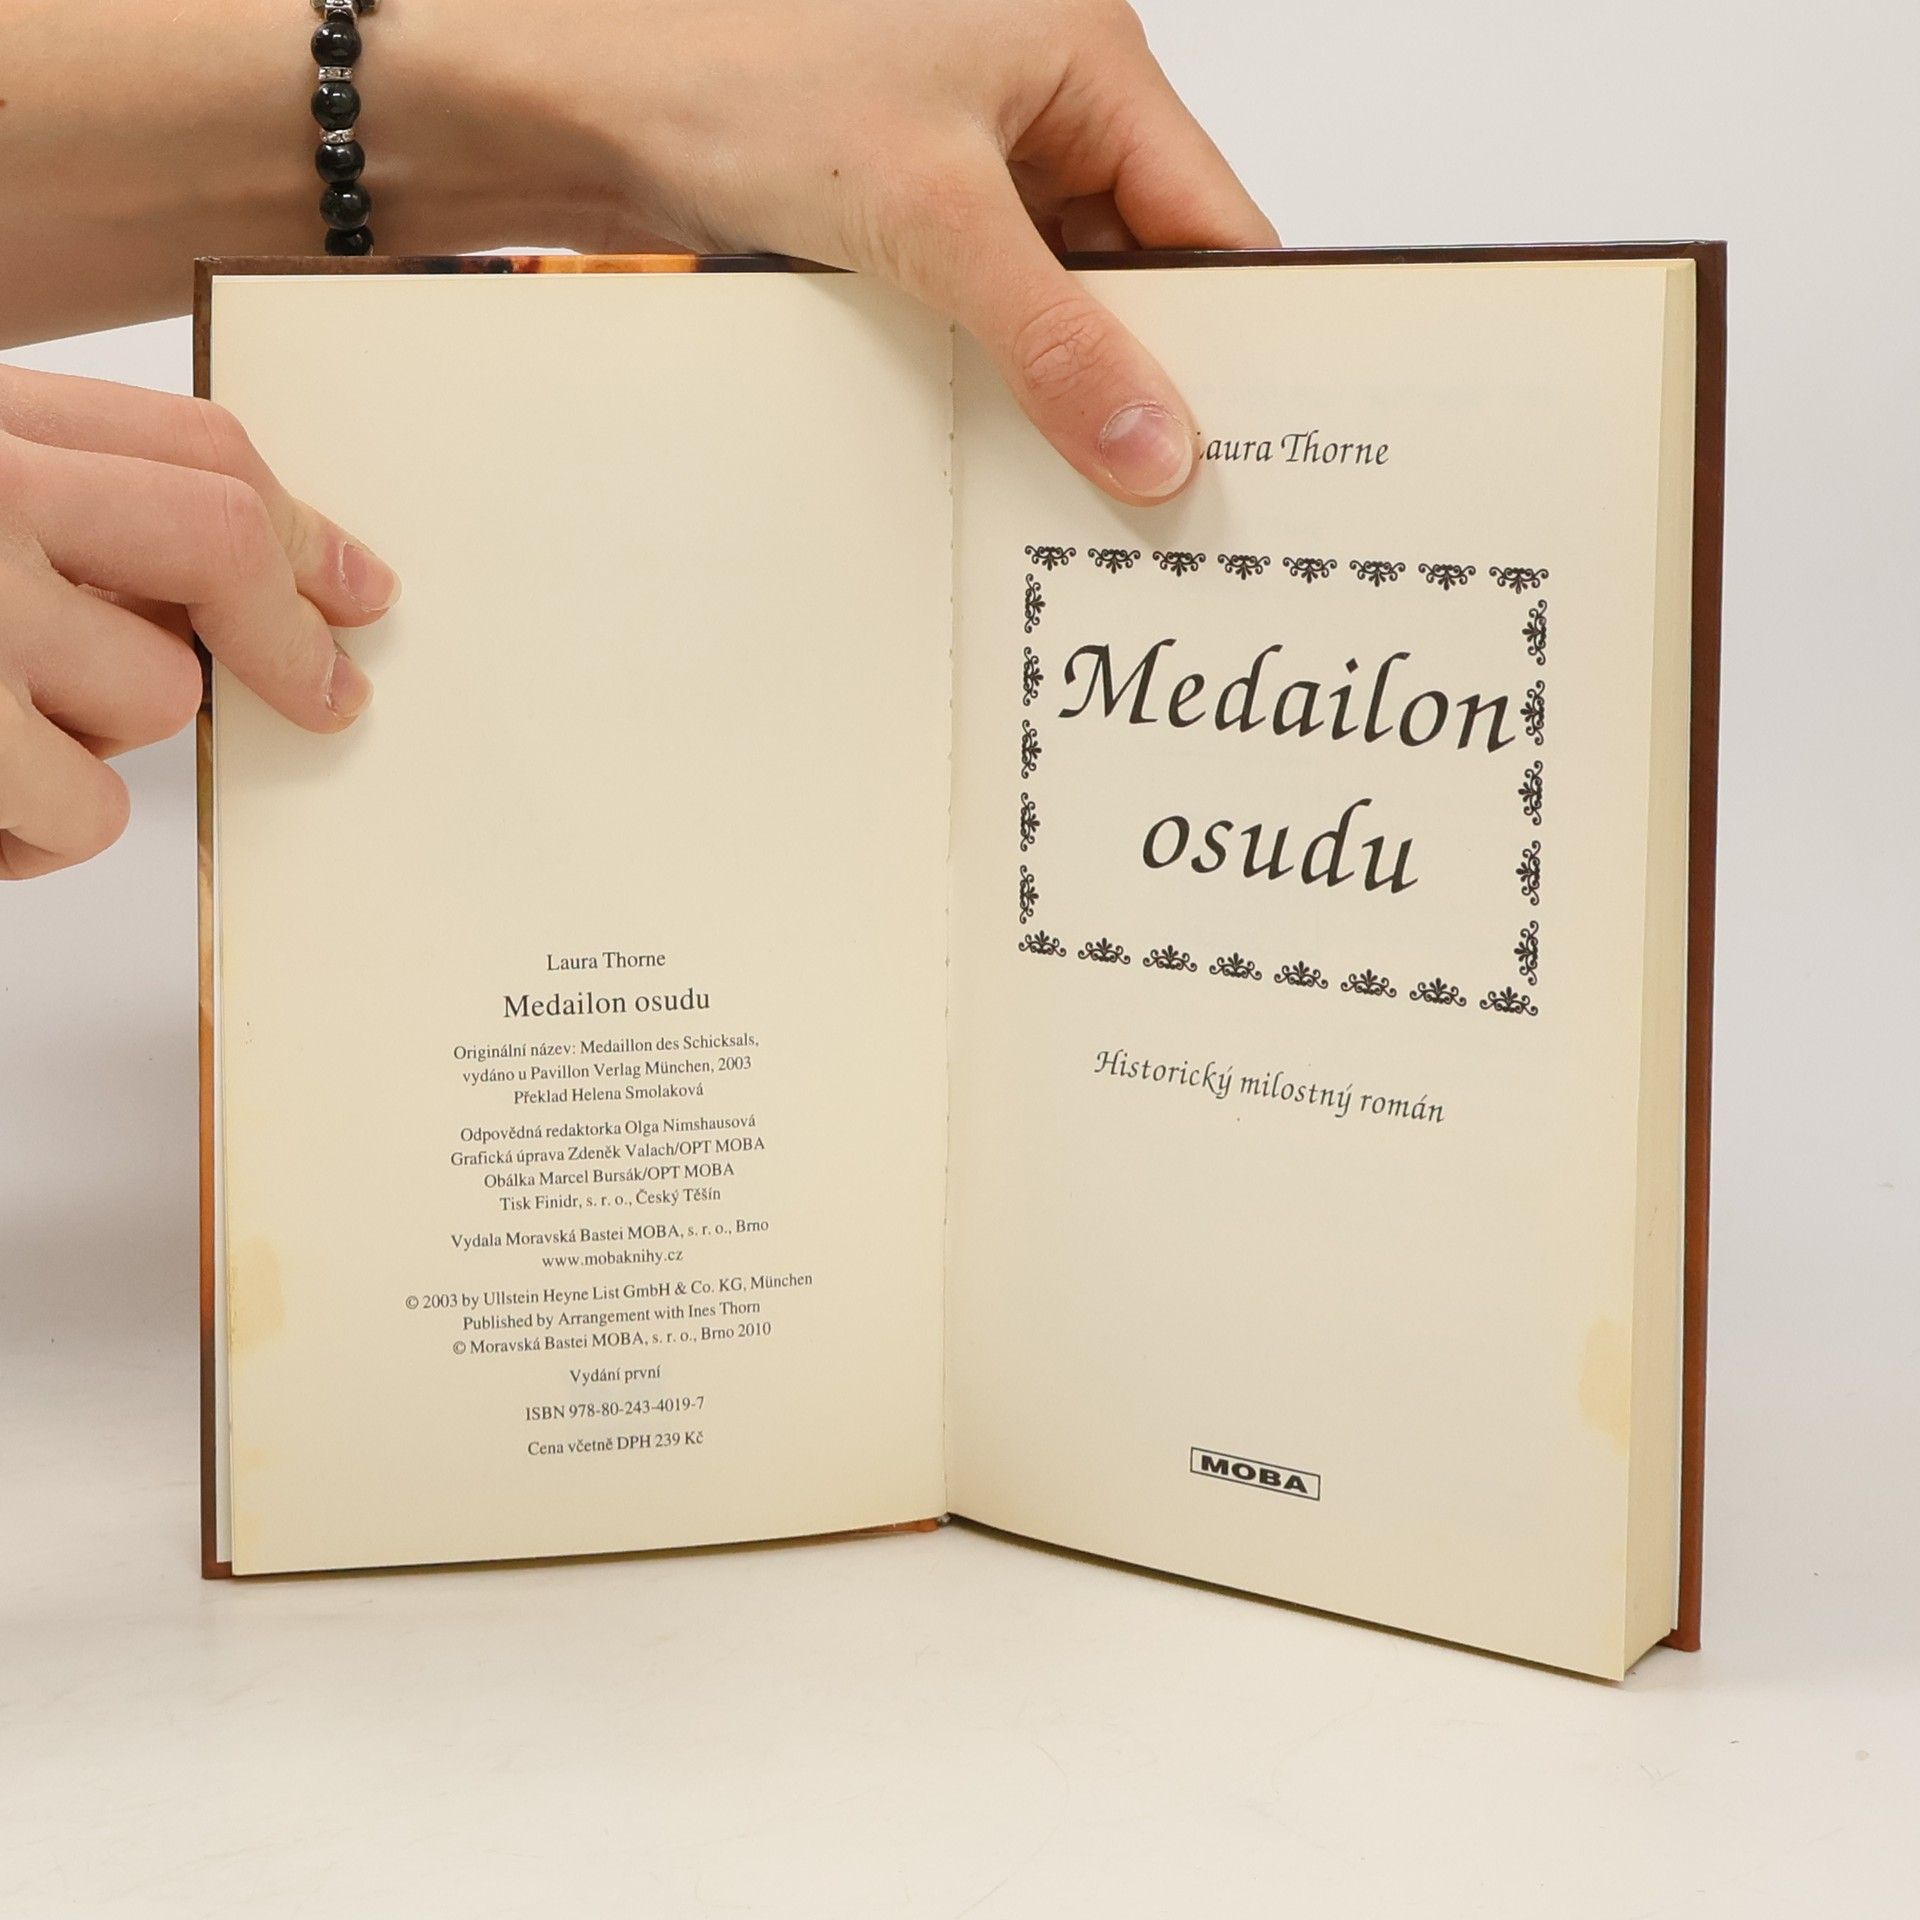 Laura Thorne
Medailon osudu
Originální název: Medaillon des Schicksals,
vydáno u Pavillon Verlag München, 2003
Překlad Helena Smolaková
Odpovědná redaktorka Olga Nimshausová
Grafická úprava Zdeněk Valach/OPT MOBA
Obálka Marcel Bursák/OPT MOBA
Tisk Finidr, s. r. o., Český Těšín
Vydala Moravská Bastei MOBA, s. r. o., Brno
www.mobaknihy.cz
© 2003 by Ullstein Heyne List GmbH & Co. KG, München
Published by Arrangement with Ines Thorn
© Moravská Bastei MOBA, s. r. o., Brno 2010
Vydání první
ISBN 978-80-243-4019-7
Cena včetně DPH 239 Kč
Laura Thorne
Medailon
osudu
Historický milostný román
MOBA